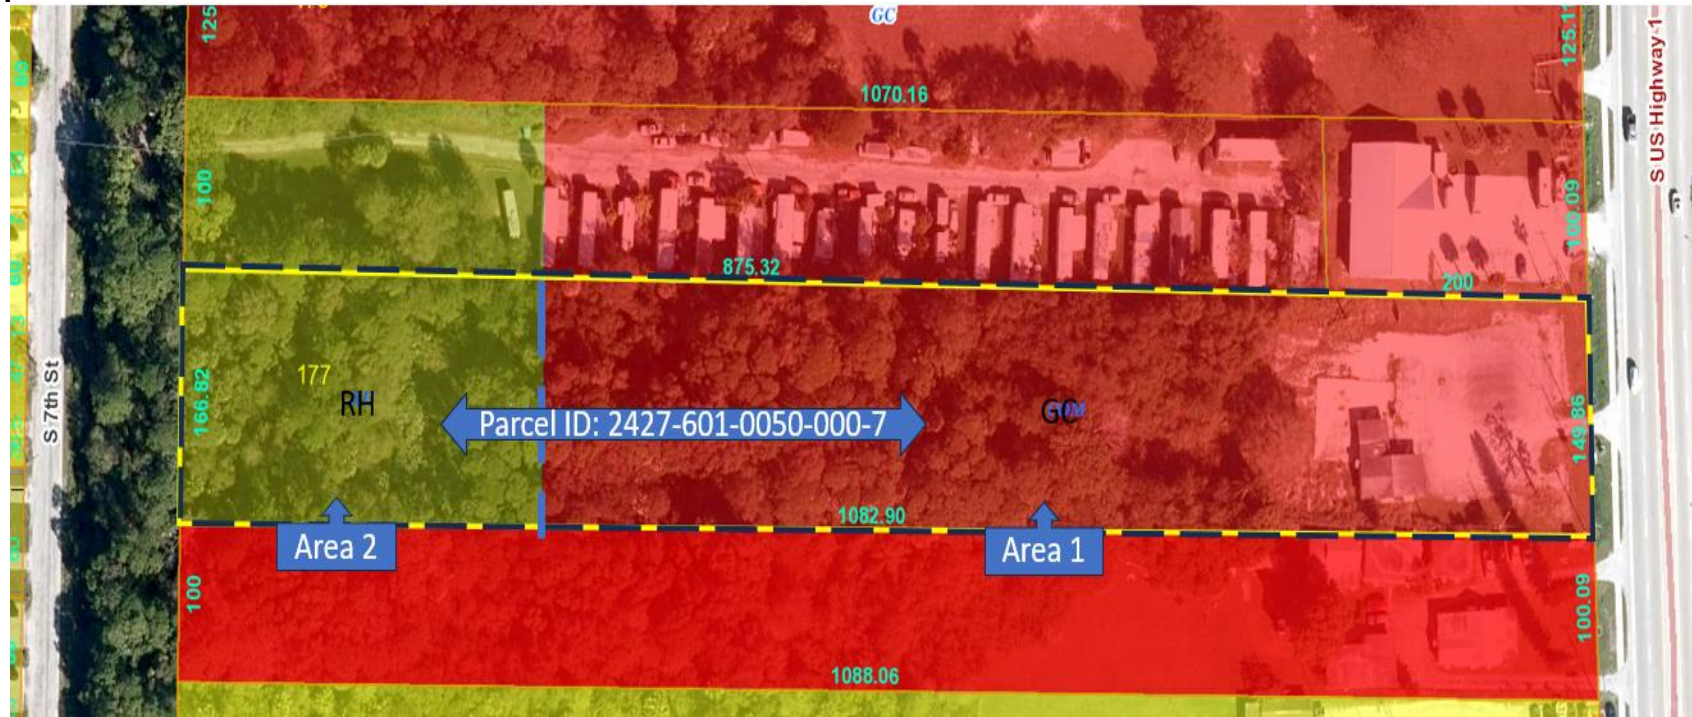 GC
125.11
S US Highway 1
1070.16
100
100.09
875.32
200
177
RH
GC
166.82
S 7th St
Parcel ID: 2427-601-0050-000-7
149.86
1082.90
Area 2
Area 1
100
100.09
1088.06